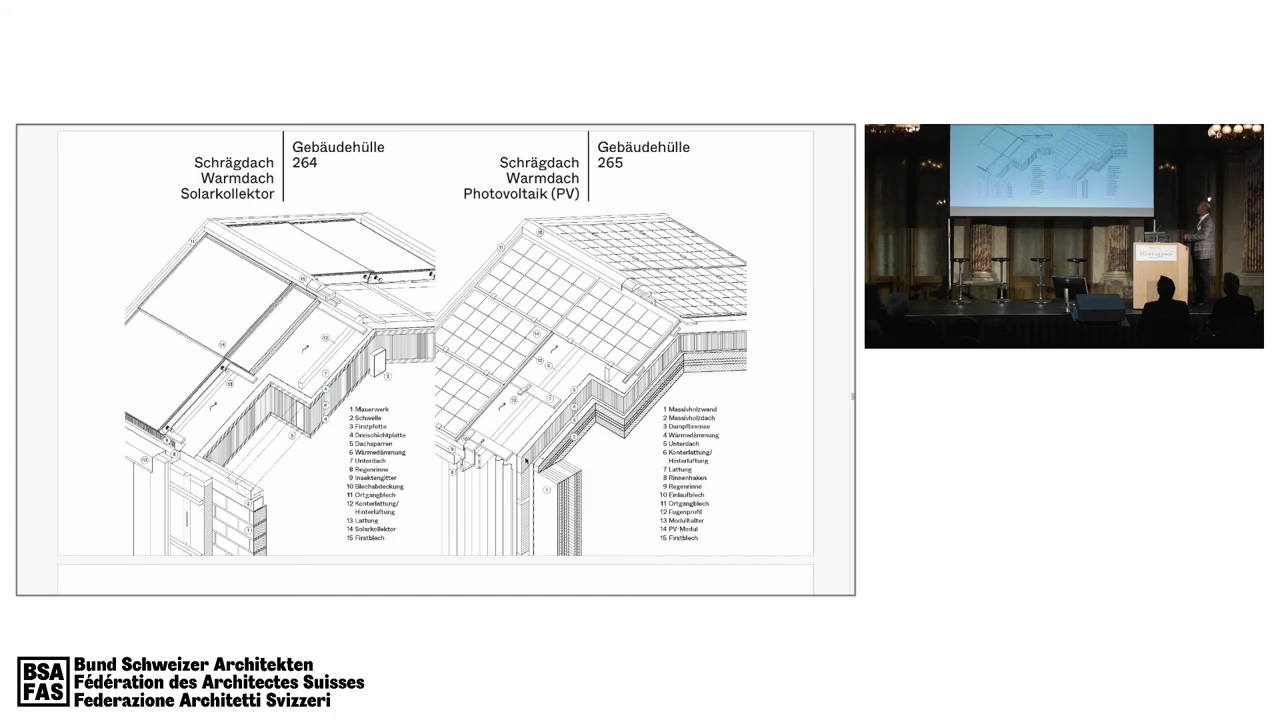 Schrägdach
Warmdach
Solarkollektor
Gebäudehülle
264
Schrägdach
Warmdach
Photovoltaik (PV)
Gebäudehülle
265
1 Mauerwerk
2 Schwelle
3 Firstpfette
4 Dreischichtplatte
5 Dachsparren
6 Wärmedämmung
7 Unterdach
8 Regenrinne
9 Insektengitter
10 Blechabdeckung
11 Ortgangblech
12 Konterlattung/
Hinterlüftung
13 Lattung
14 Solarkollektor
15 Firstblech
1 Massivholzwand
2 Massivholzdach
3 Dampfbremse
4 Wärmedämmung
5 Unterdach
6 Konterlattung/
Hinterlüftung
7 Lattung
8 Rinnenhaken
9 Regenrinne
10 Einlaufblech
11 Ortgangblech
12 Fugenprofil
13 Modulhalter
14 PV-Modul
15 Firstblech
BSA
FAS
Bund Schweizer Architekten
Fédération des Architectes Suisses
Federazione Architetti Svizzeri